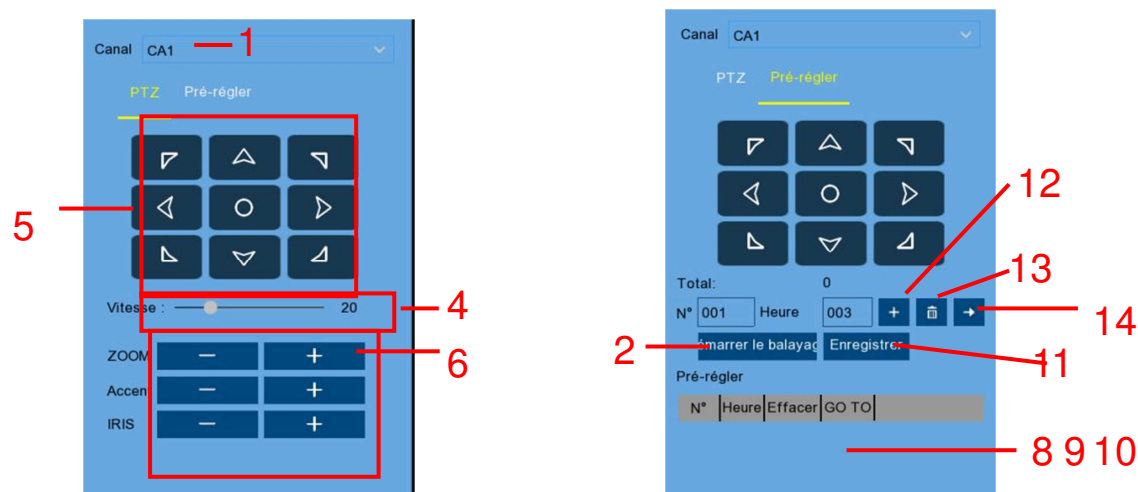 Canal CA1 1
PTZ Pré-régler
5
Vitesse : 20 4
ZOOM − + 6
Accen − +
IRIS − +
Canal CA1
PTZ Pré-régler
12
Total: 0 13
N° 001 Heure 003 + 14
2 émarrer le balayag Enregistrer 11
Pré-régler
N° Heure Effacer GO TO
8 9 10